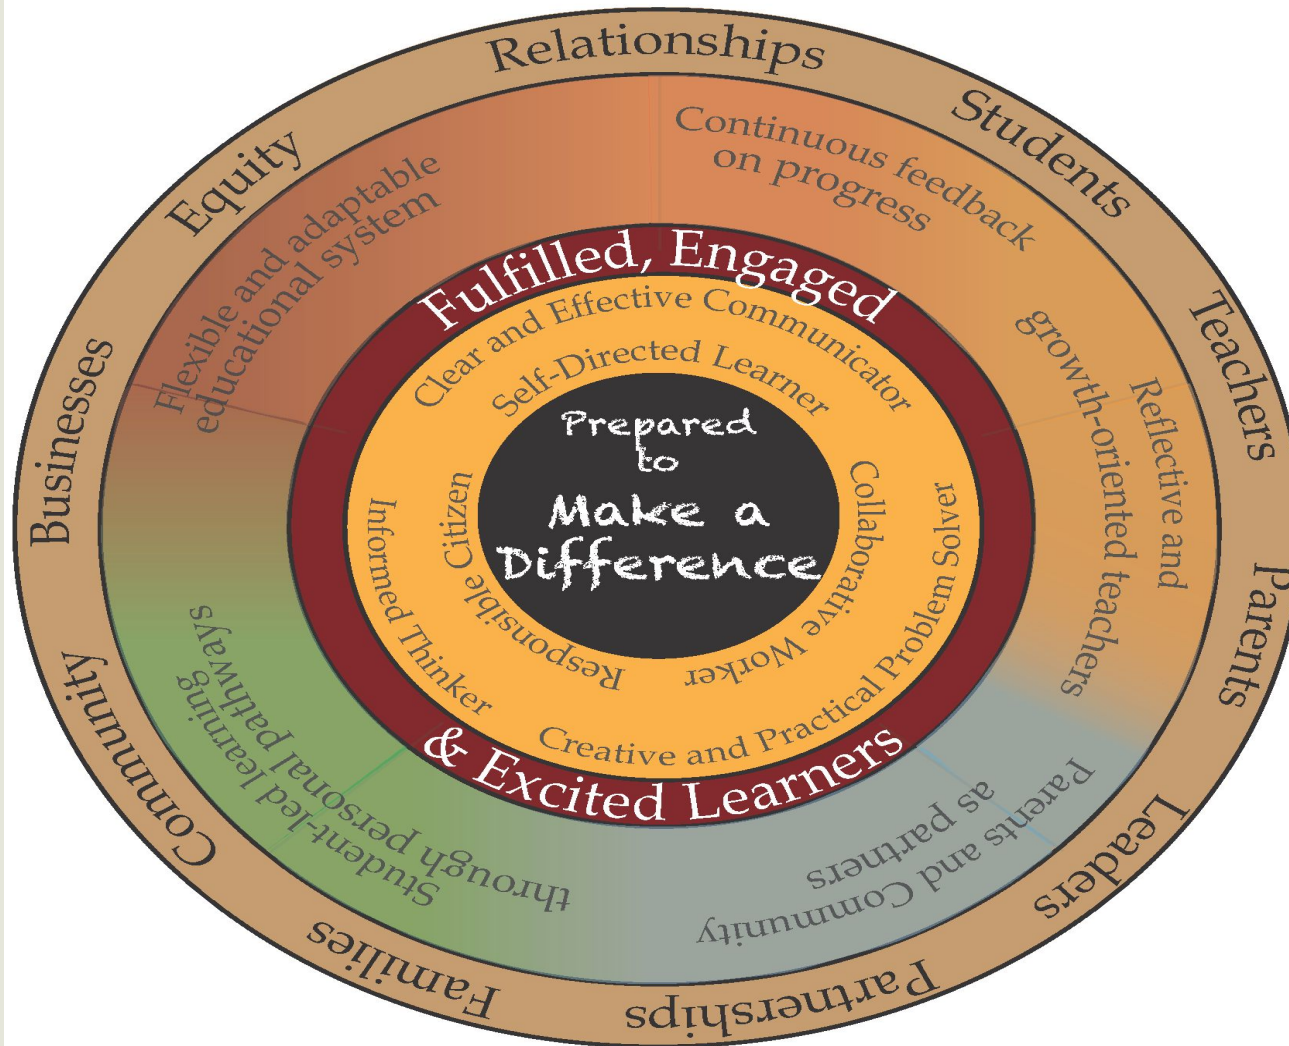 Relationships
Students
Teachers
Parents
Leaders
Partnerships
Families
Community
Businesses
Equity
Continuous feedback
on progress
Reflective and
growth-oriented teachers
Parents and Community
as partners
Student-led learning
through personal pathways
Flexible and adaptable
educational system
Fulfilled, Engaged
& Excited Learners
Clear and Effective Communicator
Creative and Practical Problem Solver
Informed Thinker
Self-Directed Learner
Collaborative Worker
Responsible Citizen
Prepared
to
Make a
Difference